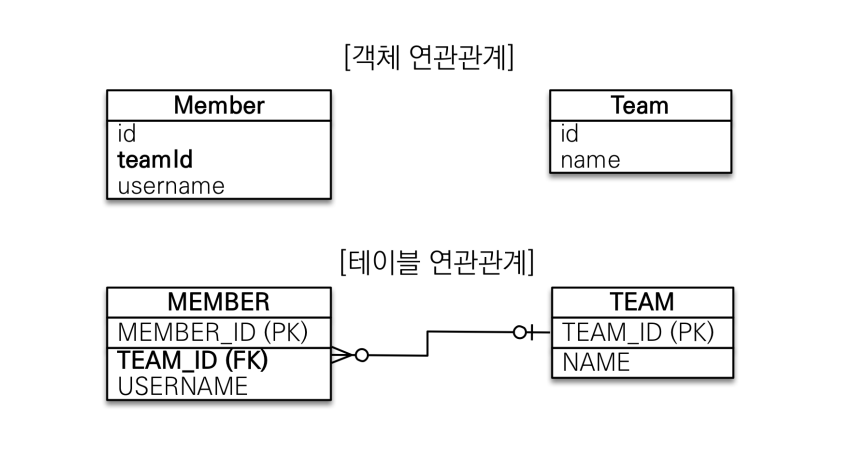 [객체 연관관계]
Member
id
teamId
username
Team
id
name
[테이블 연관관계]
MEMBER
MEMBER_ID (PK)
TEAM_ID (FK)
USERNAME
TEAM
TEAM_ID (PK)
NAME